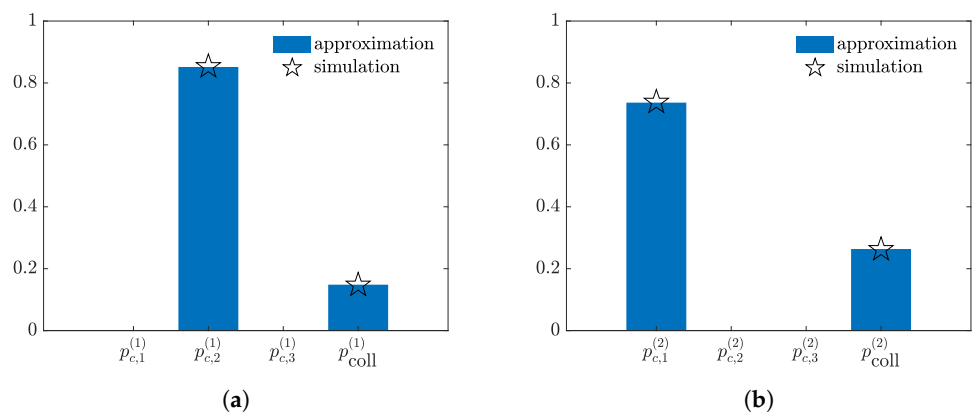 1
0.8
0.6
0.4
0.2
0
approximation
simulation
p_{c,1}^{(1)} p_{c,2}^{(1)} p_{c,3}^{(1)} p_{coll}^{(1)}
(a)
1
0.8
0.6
0.4
0.2
0
approximation
simulation
p_{c,1}^{(2)} p_{c,2}^{(2)} p_{c,3}^{(2)} p_{coll}^{(2)}
(b)